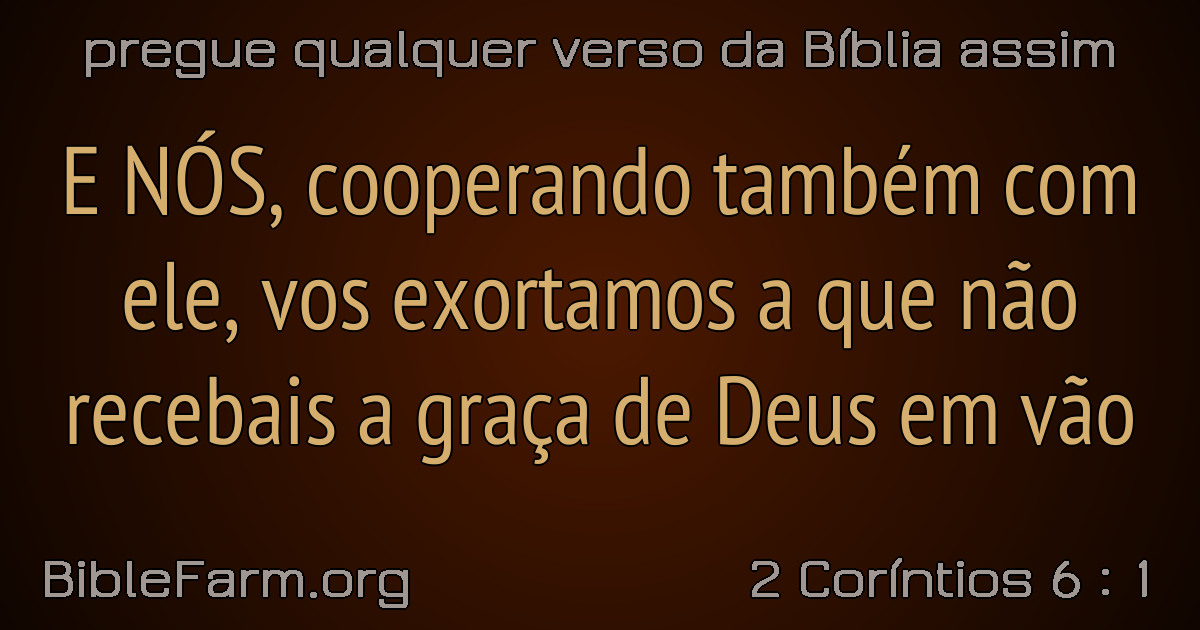 pregue qualquer verso da Bíblia assim
E NÓS, cooperando também com
ele, vos exortamos a que não
recebais a graça de Deus em vão
BibleFarm.org
2 Coríntios 6 : 1